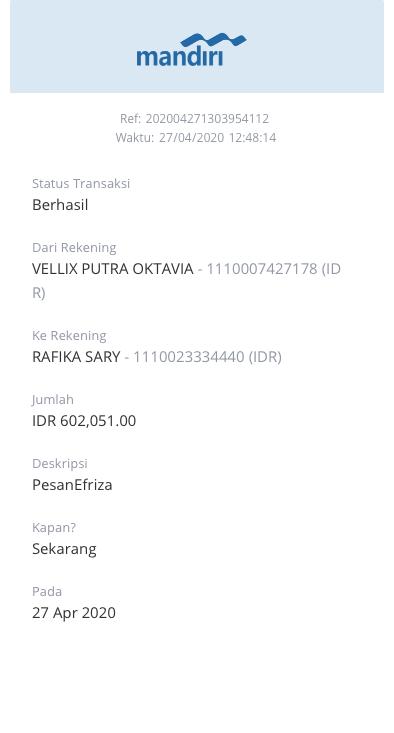 mandiri
Ref: 202004271303954112
Waktu: 27/04/2020 12:48:14
Status Transaksi
Berhasil
Dari Rekening
VELLIX PUTRA OKTAVIA - 1110007427178 (ID
R)
Ke Rekening
RAFIKA SARY - 1110023334440 (IDR)
Jumlah
IDR 602,051.00
Deskripsi
PesanEfriza
Kapan?
Sekarang
Pada
27 Apr 2020